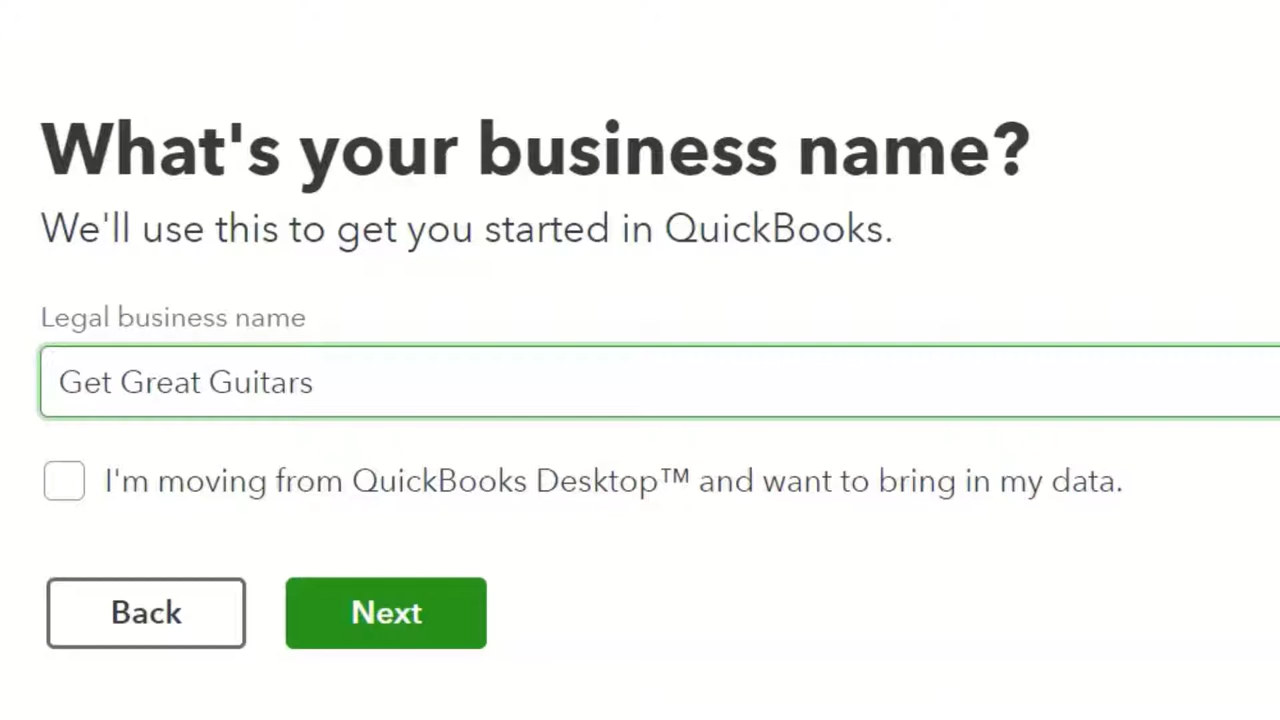 What's your business name?
We'll use this to get you started in QuickBooks.
Legal business name
Get Great Guitars
I'm moving from QuickBooks Desktop™ and want to bring in my data.
Back
Next